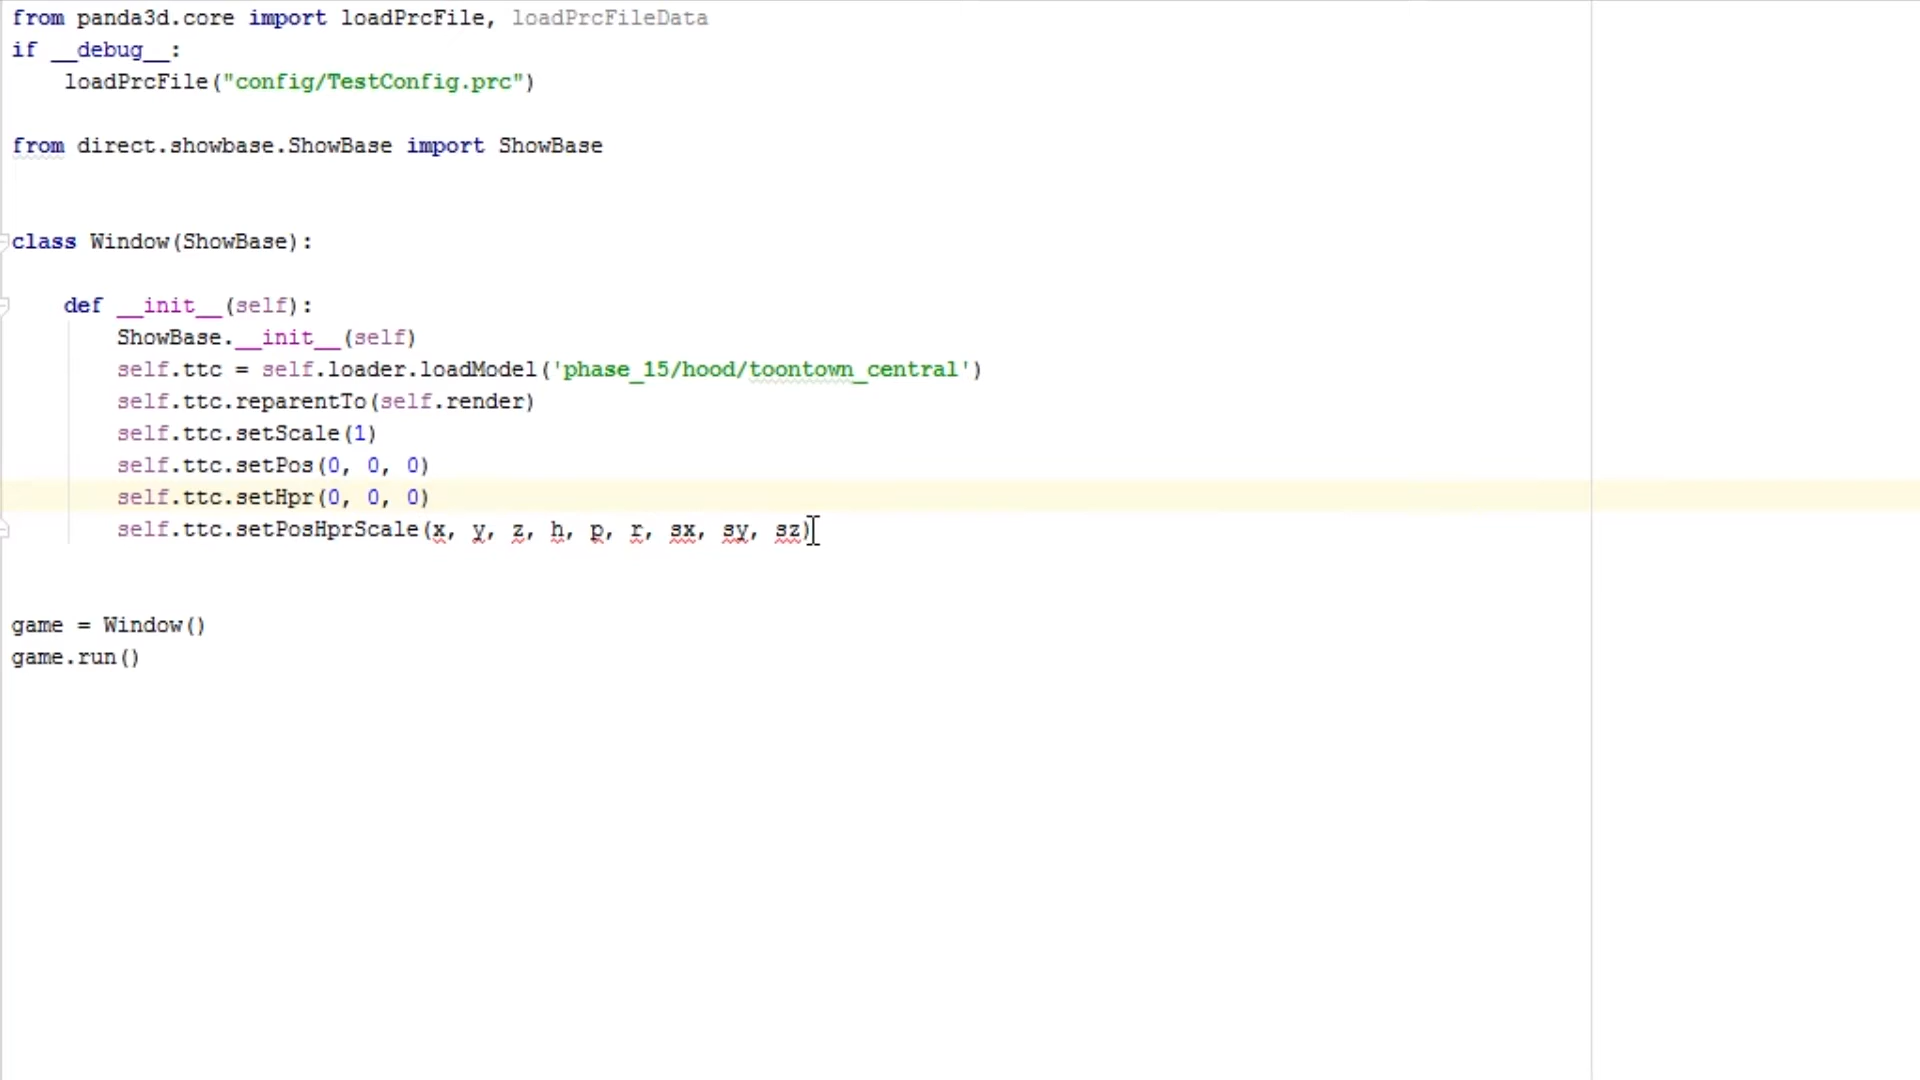 from panda3d.core import loadPrcFile, loadPrcFileData
if __debug__:
    loadPrcFile("config/TestConfig.prc")
from direct.showbase.ShowBase import ShowBase
class Window(ShowBase):
    def __init__(self):
        ShowBase.__init__(self)
        self.ttc = self.loader.loadModel('phase_15/hood/toontown_central')
        self.ttc.reparentTo(self.render)
        self.ttc.setScale(1)
        self.ttc.setPos(0, 0, 0)
        self.ttc.setHpr(0, 0, 0)
        self.ttc.setPosHprScale(x, y, z, h, p, r, sx, sy, sz)
game = Window()
game.run()